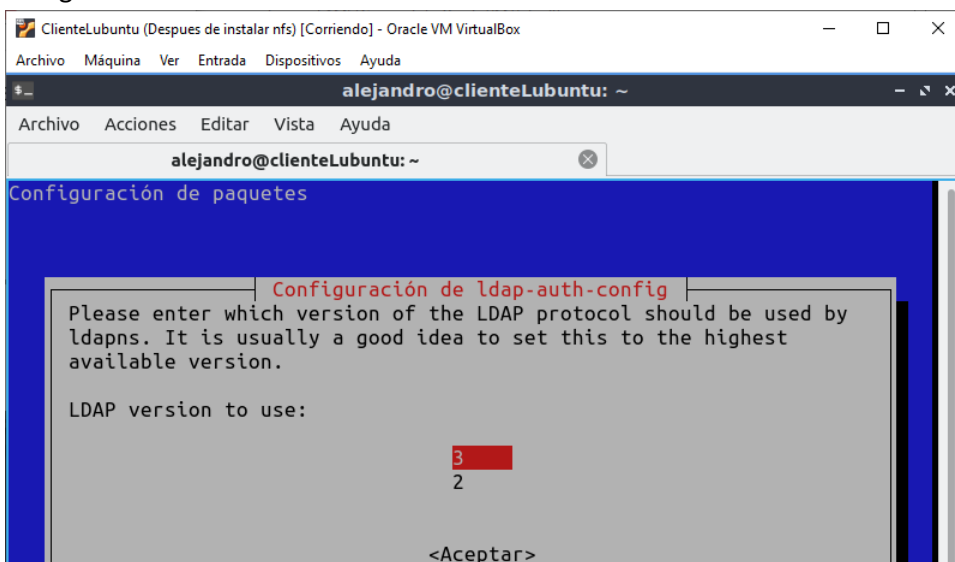 ClienteLubuntu (Despues de instalar nfs) [Corriendo] - Oracle VM VirtualBox
Archivo Máquina Ver Entrada Dispositivos Ayuda
alejandro@clienteLubuntu: ~
Archivo Acciones Editar Vista Ayuda
alejandro@clienteLubuntu: ~
Configuración de paquetes
Configuración de ldap-auth-config
Please enter which version of the LDAP protocol should be used by
ldapns. It is usually a good idea to set this to the highest
available version.
LDAP version to use:
3
2
<Aceptar>